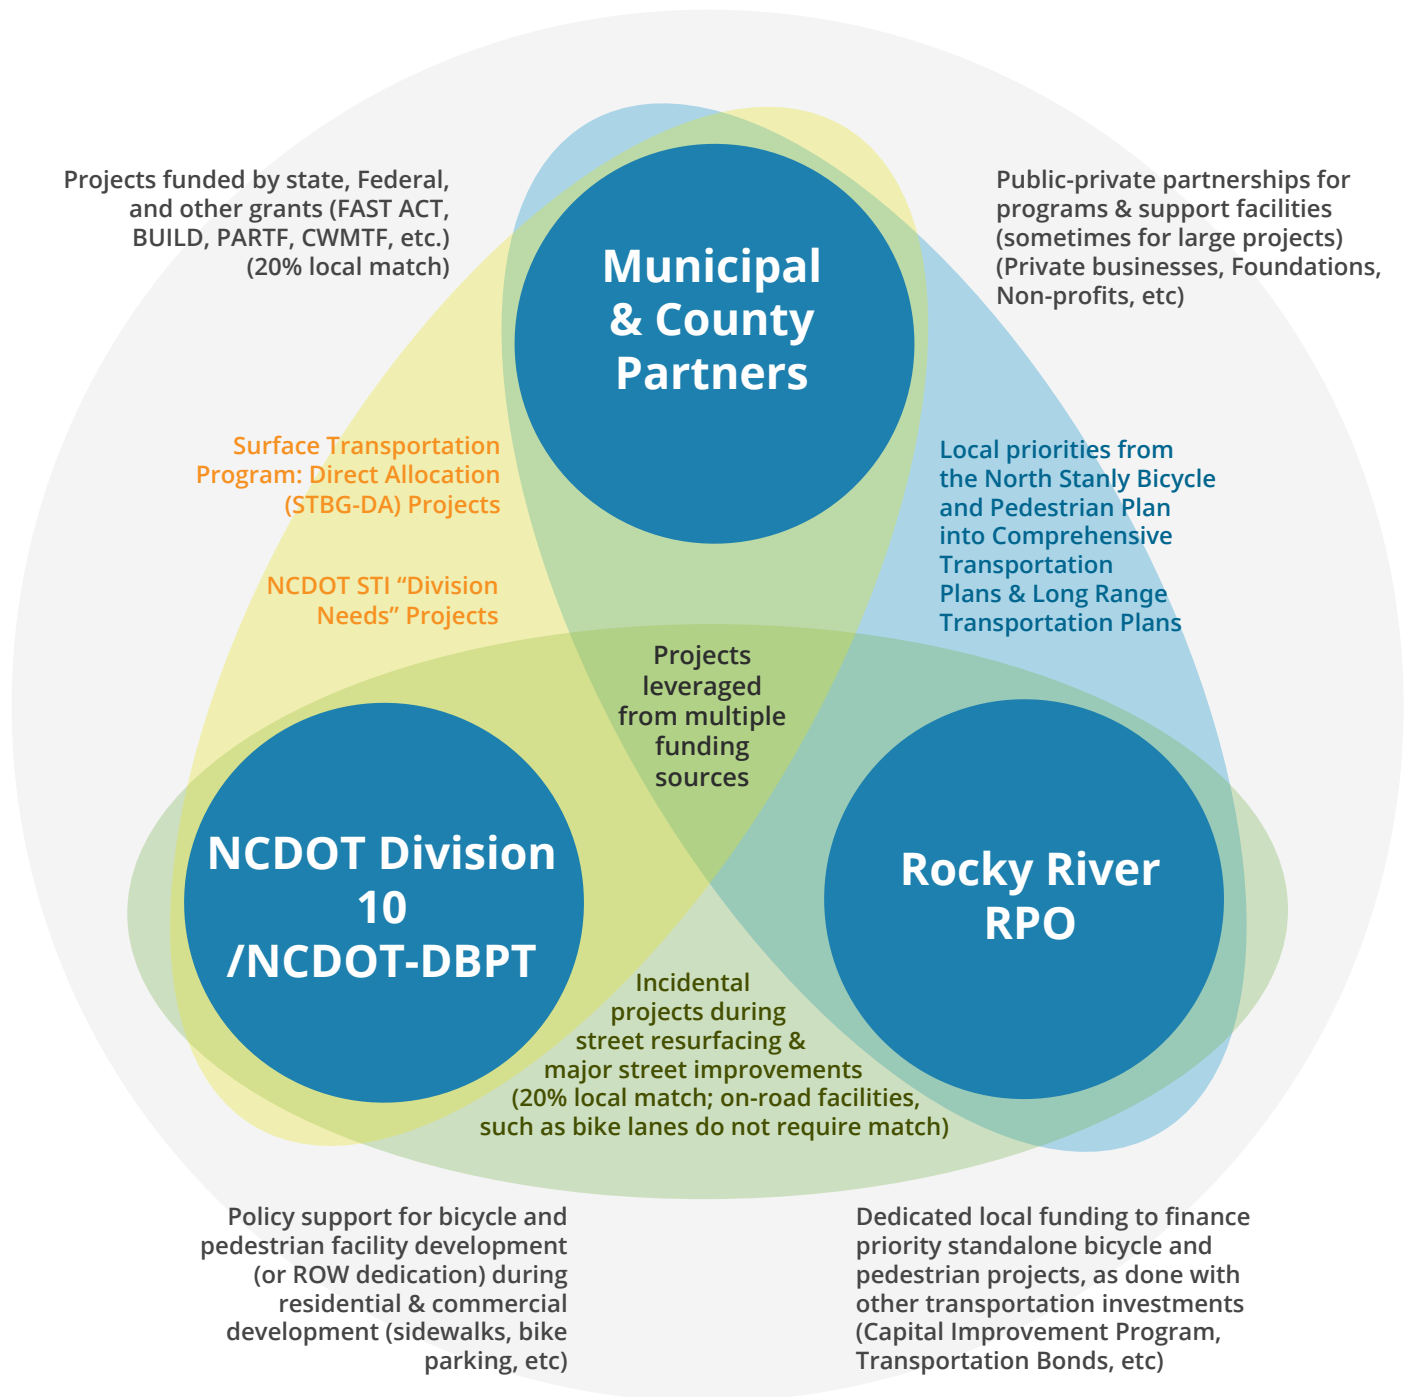 Projects funded by state, Federal,
and other grants (FAST ACT,
BUILD, PARTF, CWMTF, etc.)
(20% local match)
Public-private partnerships for
programs & support facilities
(sometimes for large projects)
(Private businesses, Foundations,
Non-profits, etc)
Municipal
& County
Partners
Surface Transportation
Program: Direct Allocation
(STBG-DA) Projects
NCDOT STI “Division
Needs” Projects
Local priorities from
the North Stanly Bicycle
and Pedestrian Plan
into Comprehensive
Transportation
Plans & Long Range
Transportation Plans
Projects
leveraged
from multiple
funding
sources
NCDOT Division
10
/NCDOT-DBPT
Rocky River
RPO
Incidental
projects during
street resurfacing &
major street improvements
(20% local match; on-road facilities,
such as bike lanes do not require match)
Policy support for bicycle and
pedestrian facility development
(or ROW dedication) during
residential & commercial
development (sidewalks, bike
parking, etc)
Dedicated local funding to finance
priority standalone bicycle and
pedestrian projects, as done with
other transportation investments
(Capital Improvement Program,
Transportation Bonds, etc)